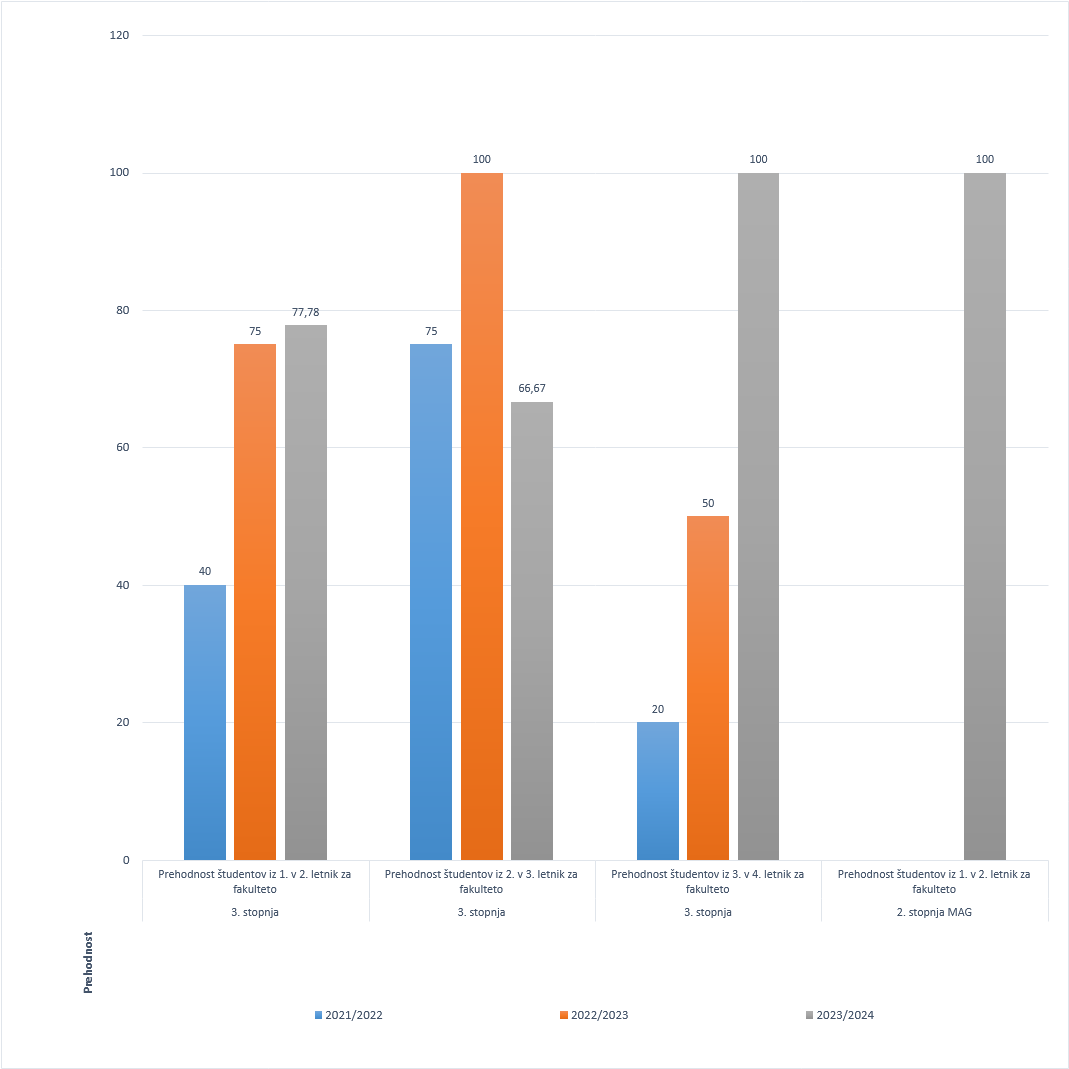 120
100
80
60
40
20
0
40
75
77,78
75
100
66,67
20
50
100
100
Prehodnost študentov iz 1. v 2. letnik za
fakulteto
3. stopnja
Prehodnost študentov iz 2. v 3. letnik za
fakulteto
3. stopnja
Prehodnost študentov iz 3. v 4. letnik za
fakulteto
3. stopnja
Prehodnost študentov iz 1. v 2. letnik za
fakulteto
2. stopnja MAG
Prehodnost
2021/2022
2022/2023
2023/2024